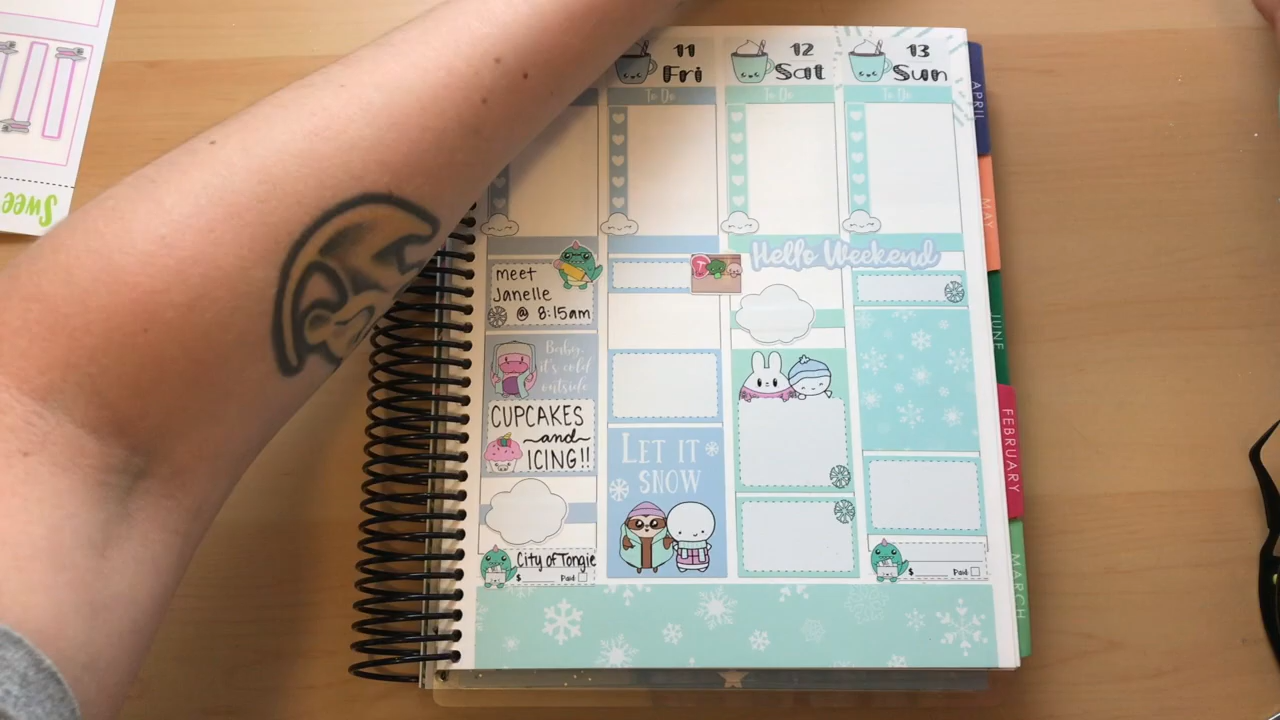 11
Fri
12
Sat
13
Sun
To Do
To Do
To Do
Hello Weekend
meet
Janelle
@ 8:15am
Baby,
it's cold
outside
CUPCAKES
and
ICING!!
LET IT
SNOW
City of Tongie
$ Paid
$ Paid
APRIL
MAY
JUNE
FEBRUARY
MARCH
Swee